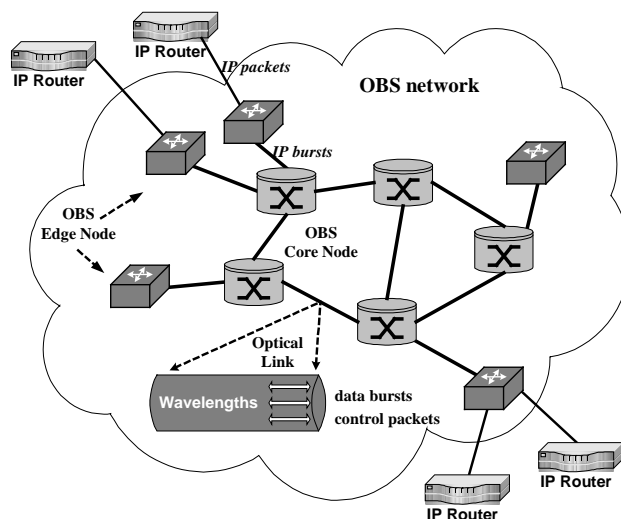 IP Router
IP Router
IP packets
OBS network
IP bursts
OBS
Edge Node
OBS
Core Node
Optical
Link
Wavelengths
data bursts
control packets
IP Router
IP Router